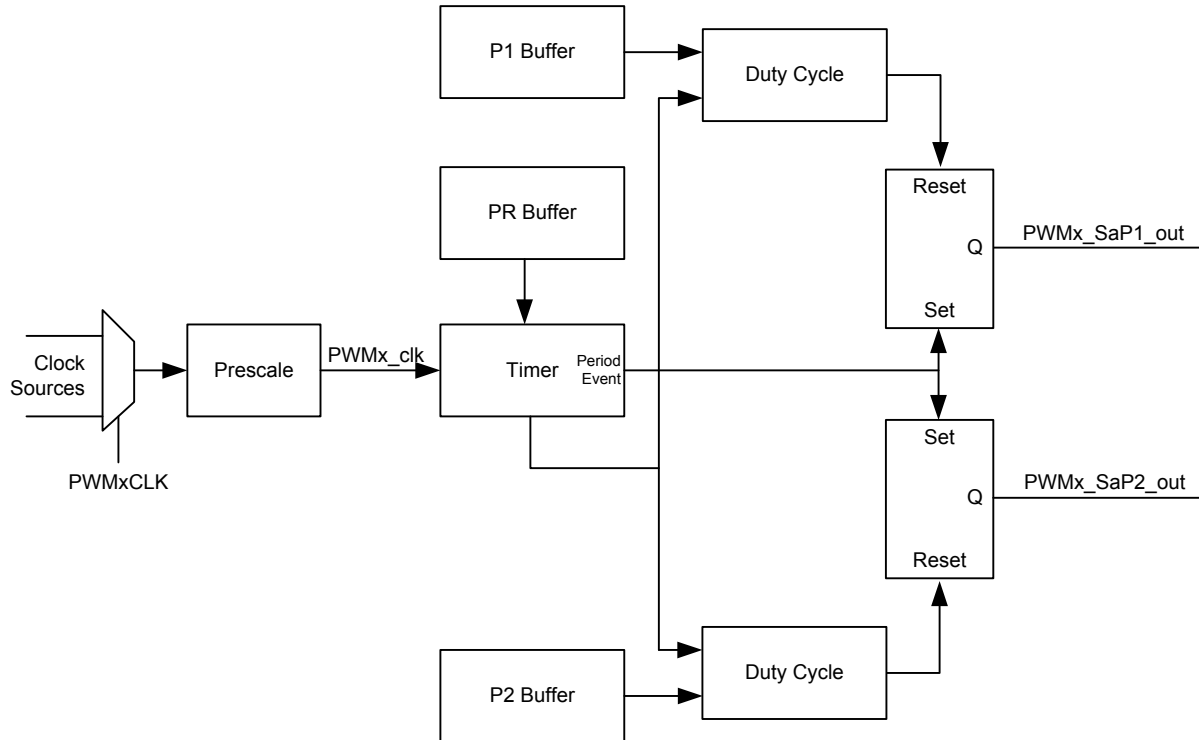 P1 Buffer
Duty Cycle
PR Buffer
Reset
Q
Set
PWMx_SaP1_out
Clock
Sources
Prescale
PWMx_clk
Timer
Period
Event
PWMxCLK
Set
Q
Reset
PWMx_SaP2_out
P2 Buffer
Duty Cycle